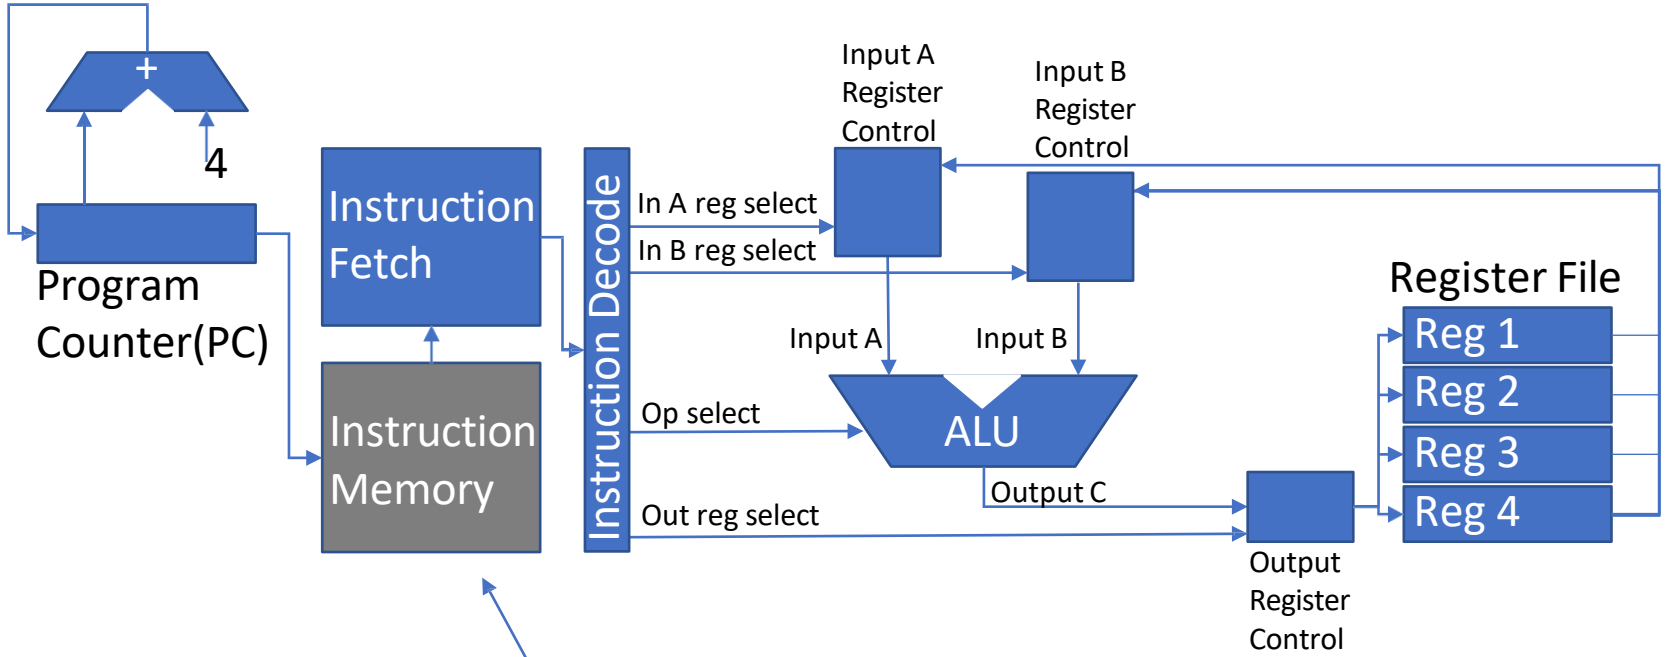 +
4
Program
Counter(PC)
Instruction
Fetch
Instruction
Memory
Instruction Decode
In A reg select
In B reg select
Op select
Out reg select
Input A
Register
Control
Input B
Register
Control
Input A
Input B
ALU
Output C
Output
Register
Control
Register File
Reg 1
Reg 2
Reg 3
Reg 4